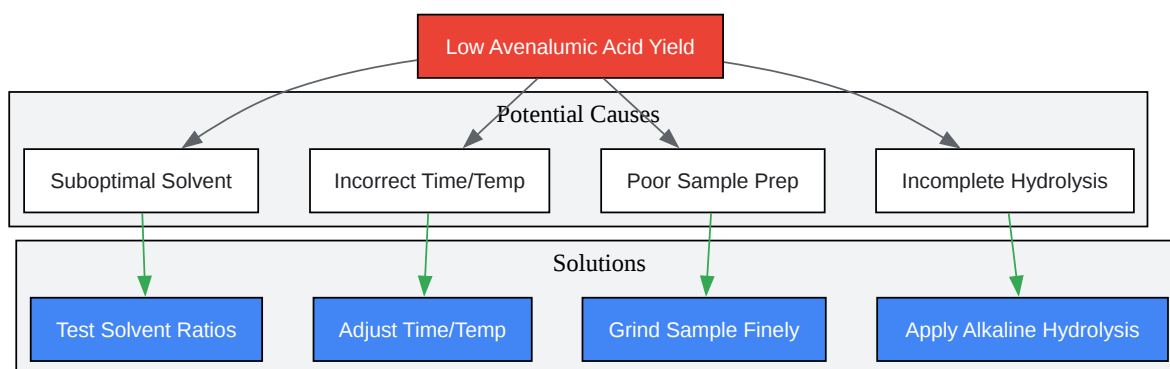 Low Avenalumic Acid Yield
Potential Causes
Suboptimal Solvent
Incorrect Time/Temp
Poor Sample Prep
Incomplete Hydrolysis
Solutions
Test Solvent Ratios
Adjust Time/Temp
Grind Sample Finely
Apply Alkaline Hydrolysis